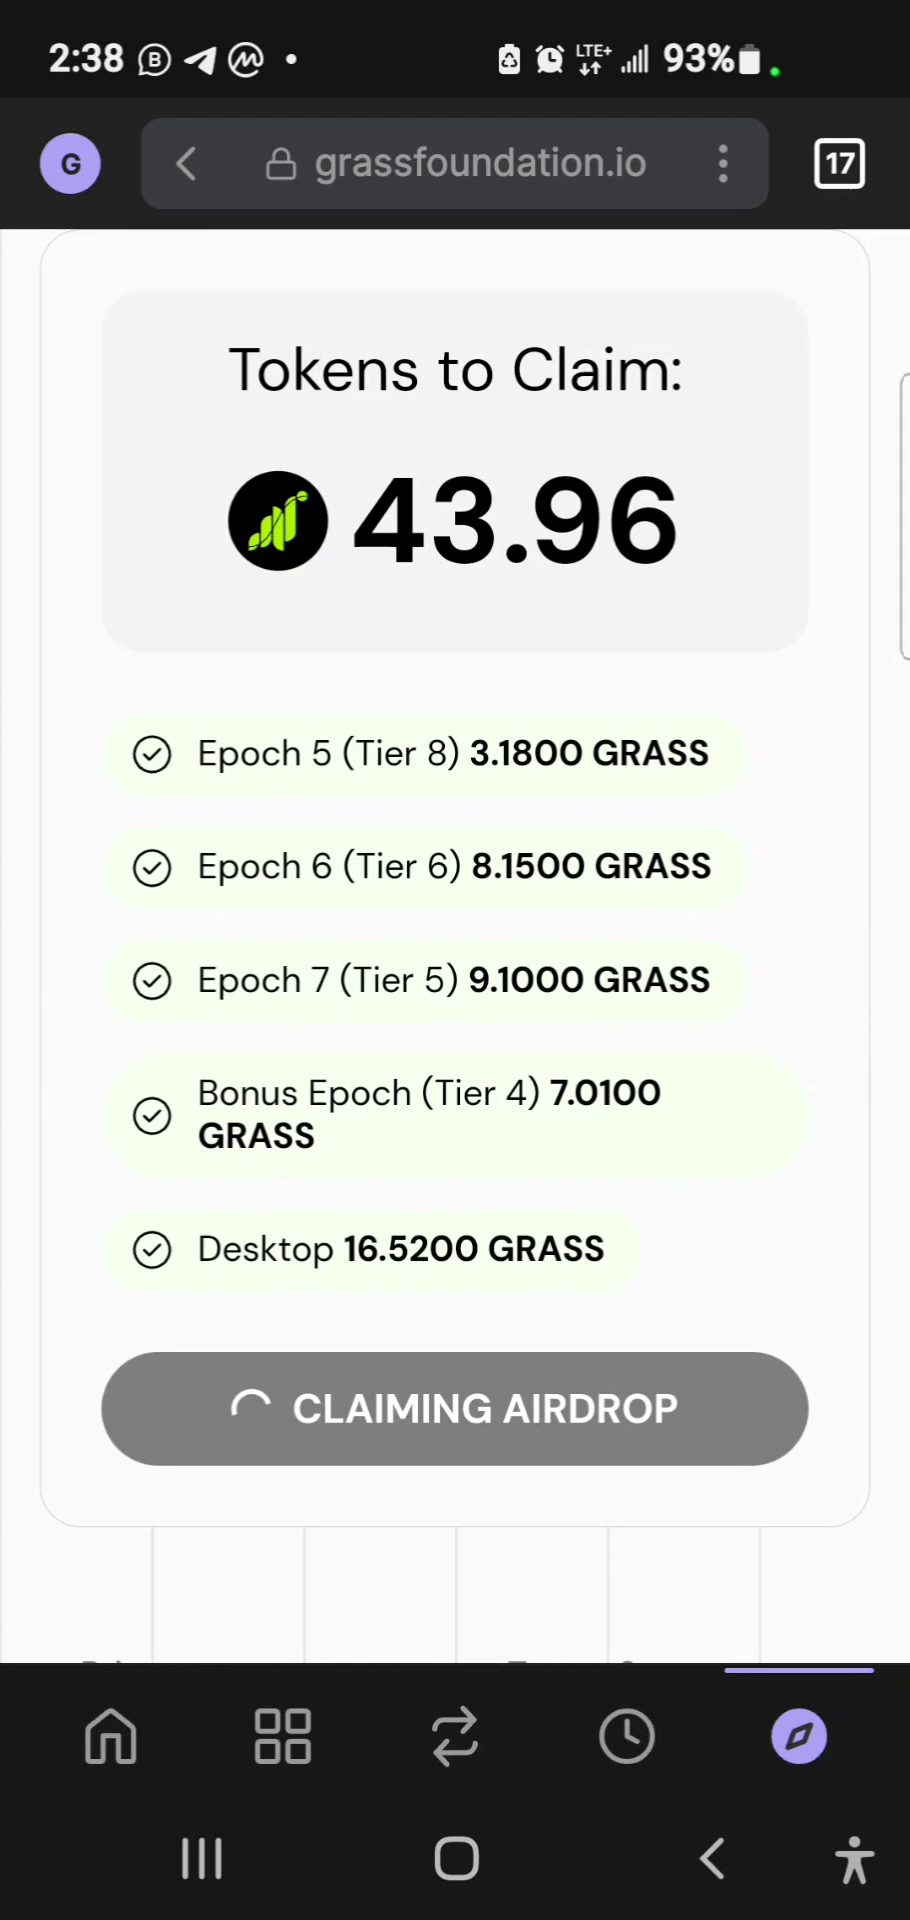 2:38
B
LTE+
93%
G
grassfoundation.io
17
Tokens to Claim:
43.96
Epoch 5 (Tier 8) 3.1800 GRASS
Epoch 6 (Tier 6) 8.1500 GRASS
Epoch 7 (Tier 5) 9.1000 GRASS
Bonus Epoch (Tier 4) 7.0100
GRASS
Desktop 16.5200 GRASS
CLAIMING AIRDROP